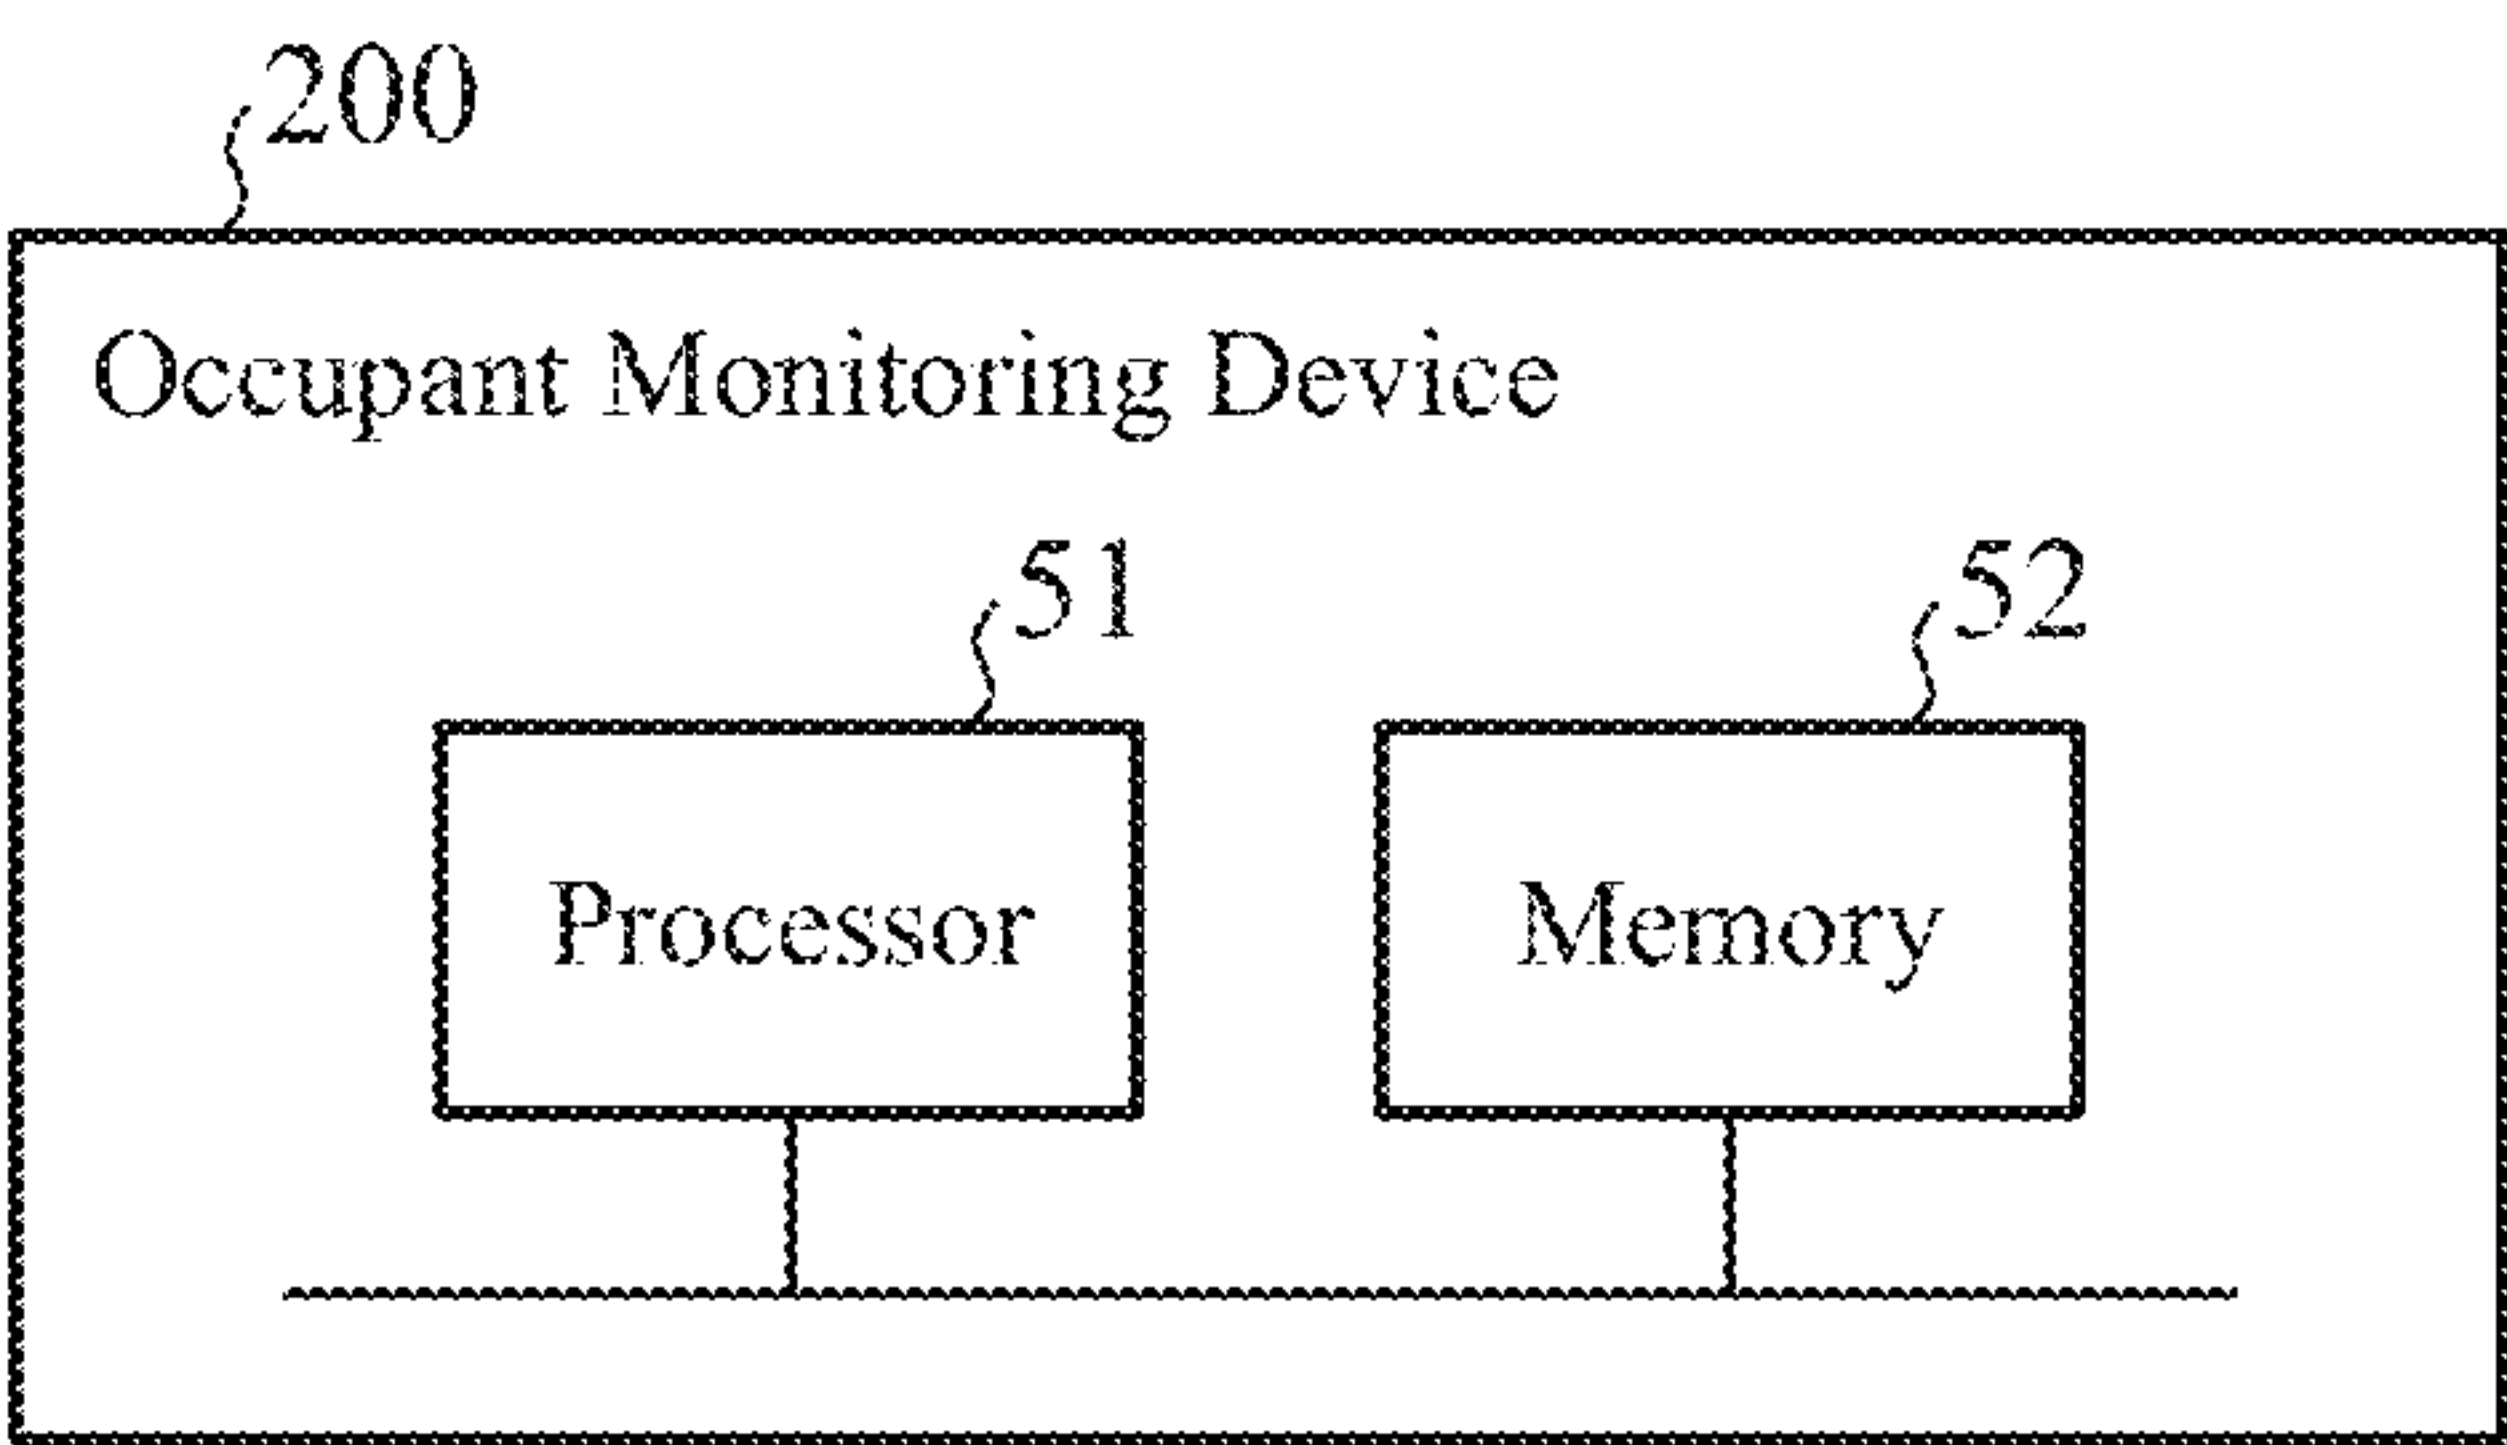 200
Occupant Monitoring Device
51
52
Processor
Memory